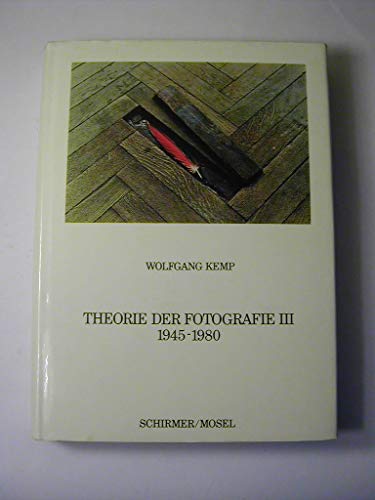 WOLFGANG KEMP
THEORIE DER FOTOGRAFIE III
1945-1980
SCHIRMER/MOSEL